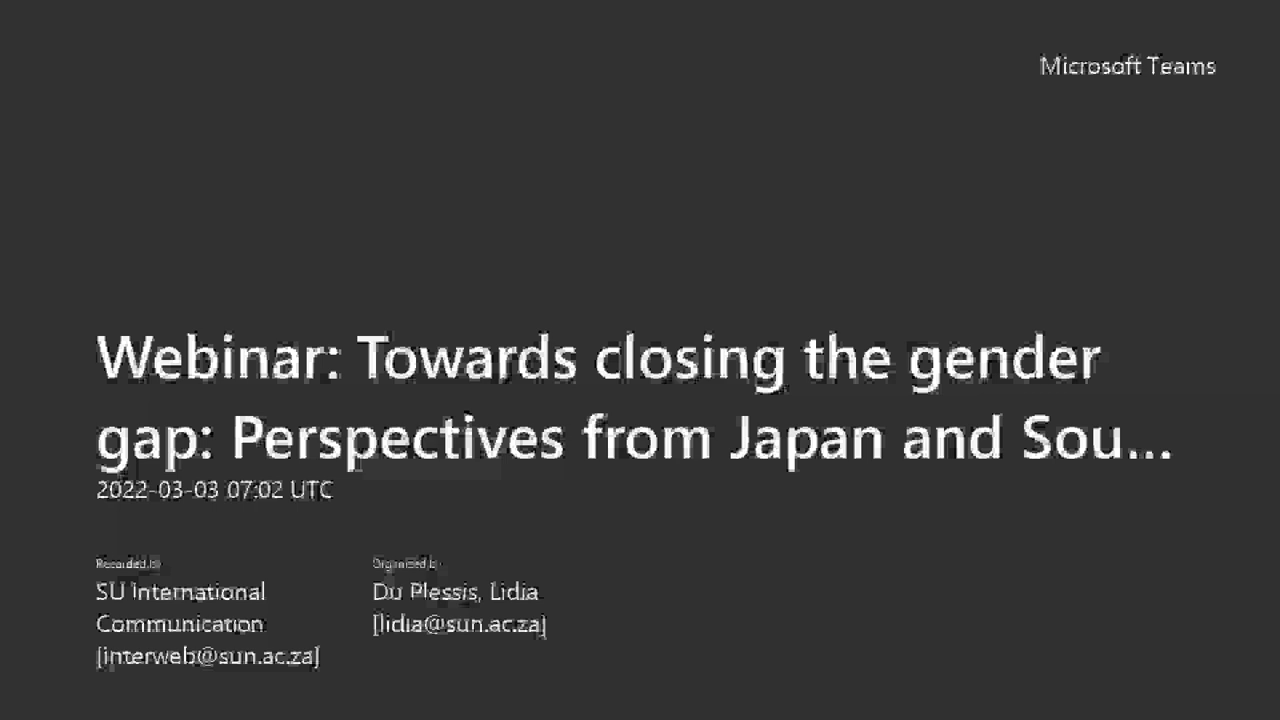 Microsoft Teams
Webinar: Towards closing the gender
gap: Perspectives from Japan and Sou...
2022-03-03 07:02 UTC
Recorded by
Organized by
SU International
Communication
[interweb@sun.ac.za]
Du Plessis, Lidia
[lidia@sun.ac.za]